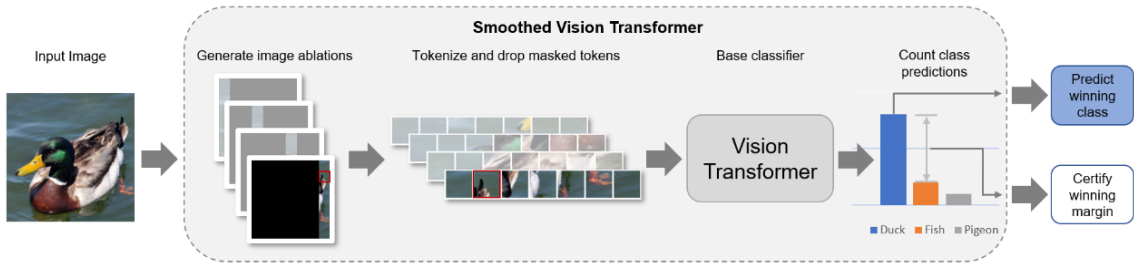 Smoothed Vision Transformer
Input Image
Generate image ablations
Tokenize and drop masked tokens
Base classifier
Count class
predictions
Vision
Transformer
Duck
Fish
Pigeon
Predict
winning
class
Certify
winning
margin